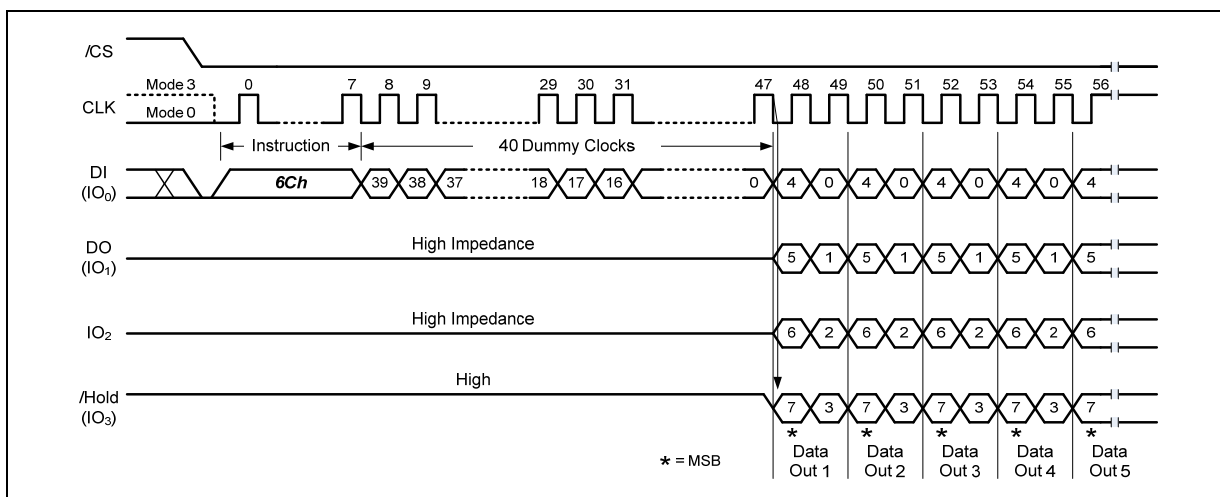 /CS
Mode 3 0 7 8 9 29 30 31 47 48 49 50 51 52 53 54 55 56
CLK
Mode 0
Instruction 40 Dummy Clocks
DI
(IO0)
6Ch 39 38 37 18 17 16 0 4 0 4 0 4 0 4 0 4
High Impedance
DO
(IO1)
5 1 5 1 5 1 5 1 5
High Impedance
IO2 6 2 6 2 6 2 6 2 6
High
/Hold
(IO3)
7 3 7 3 7 3 7 3 7
* * * * *
* = MSB
Data Data Data Data Data
Out 1 Out 2 Out 3 Out 4 Out 5